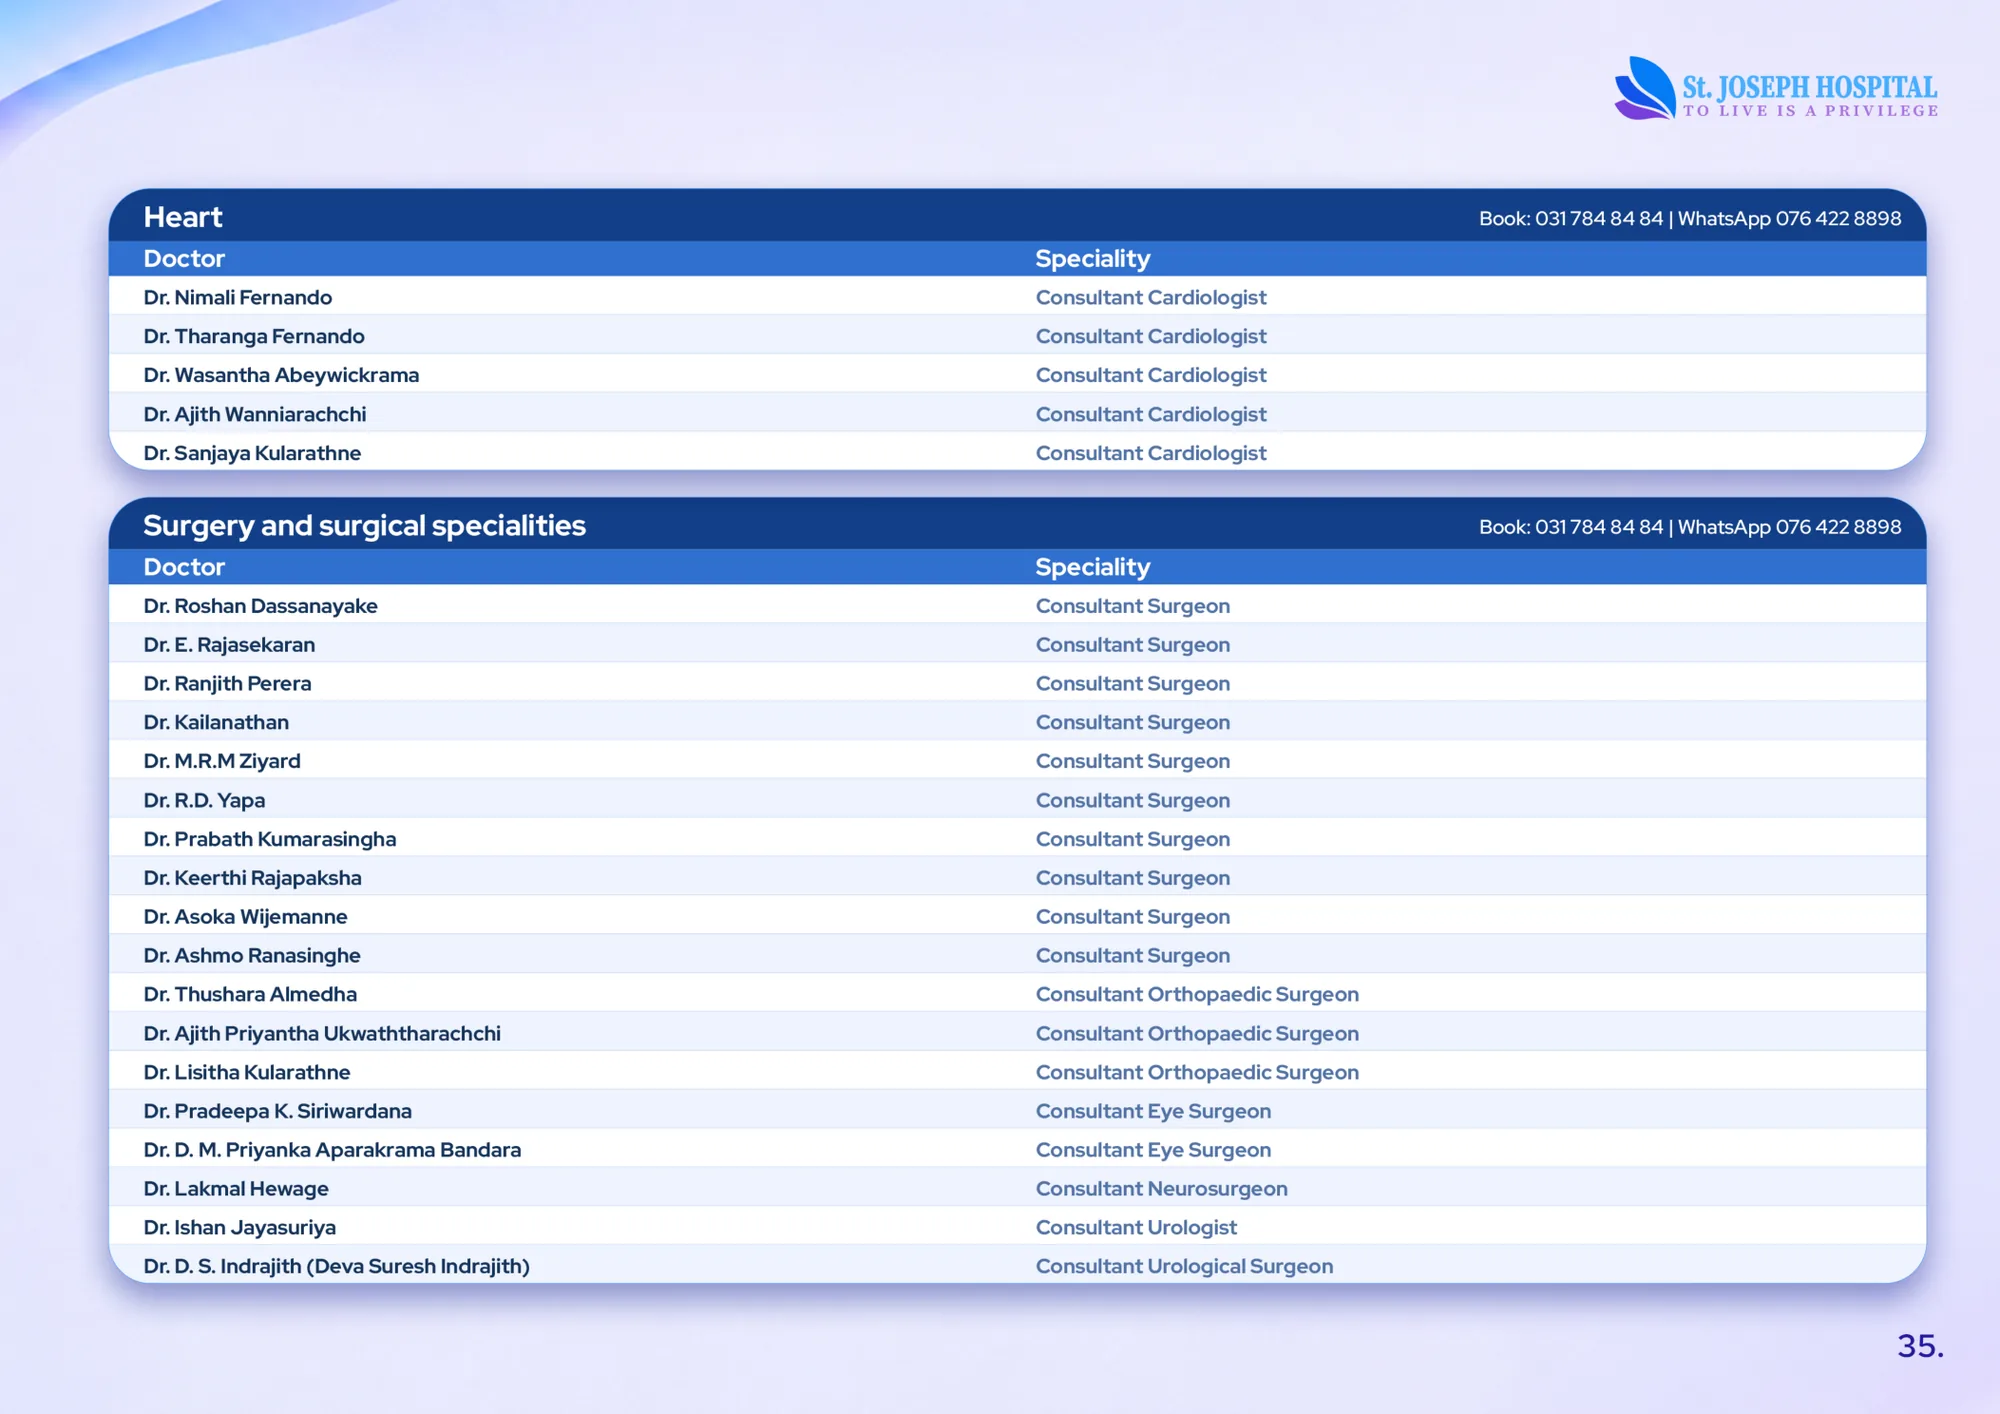 St. JOSEPH HOSPITAL
TO LIVE IS A PRIVILEGE
Heart Book: 031 784 84 84 | WhatsApp 076 422 8898
Doctor Speciality
Dr. Nimali Fernando Consultant Cardiologist
Dr. Tharanga Fernando Consultant Cardiologist
Dr. Wasantha Abeywickrama Consultant Cardiologist
Dr. Ajith Wanniarachchi Consultant Cardiologist
Dr. Sanjaya Kularathne Consultant Cardiologist
Surgery and surgical specialities Book: 031 784 84 84 | WhatsApp 076 422 8898
Doctor Speciality
Dr. Roshan Dassanayake Consultant Surgeon
Dr. E. Rajasekaran Consultant Surgeon
Dr. Ranjith Perera Consultant Surgeon
Dr. Kailanathan Consultant Surgeon
Dr. M.R.M Ziyard Consultant Surgeon
Dr. R.D. Yapa Consultant Surgeon
Dr. Prabath Kumarasingha Consultant Surgeon
Dr. Keerthi Rajapaksha Consultant Surgeon
Dr. Asoka Wijemanne Consultant Surgeon
Dr. Ashmo Ranasinghe Consultant Surgeon
Dr. Thushara Almedha Consultant Orthopaedic Surgeon
Dr. Ajith Priyantha Ukwaththarachchi Consultant Orthopaedic Surgeon
Dr. Lisitha Kularathne Consultant Orthopaedic Surgeon
Dr. Pradeepa K. Siriwardana Consultant Eye Surgeon
Dr. D. M. Priyanka Aparakrama Bandara Consultant Eye Surgeon
Dr. Lakmal Hewage Consultant Neurosurgeon
Dr. Ishan Jayasuriya Consultant Urologist
Dr. D. S. Indrajith (Deva Suresh Indrajith) Consultant Urological Surgeon
35.